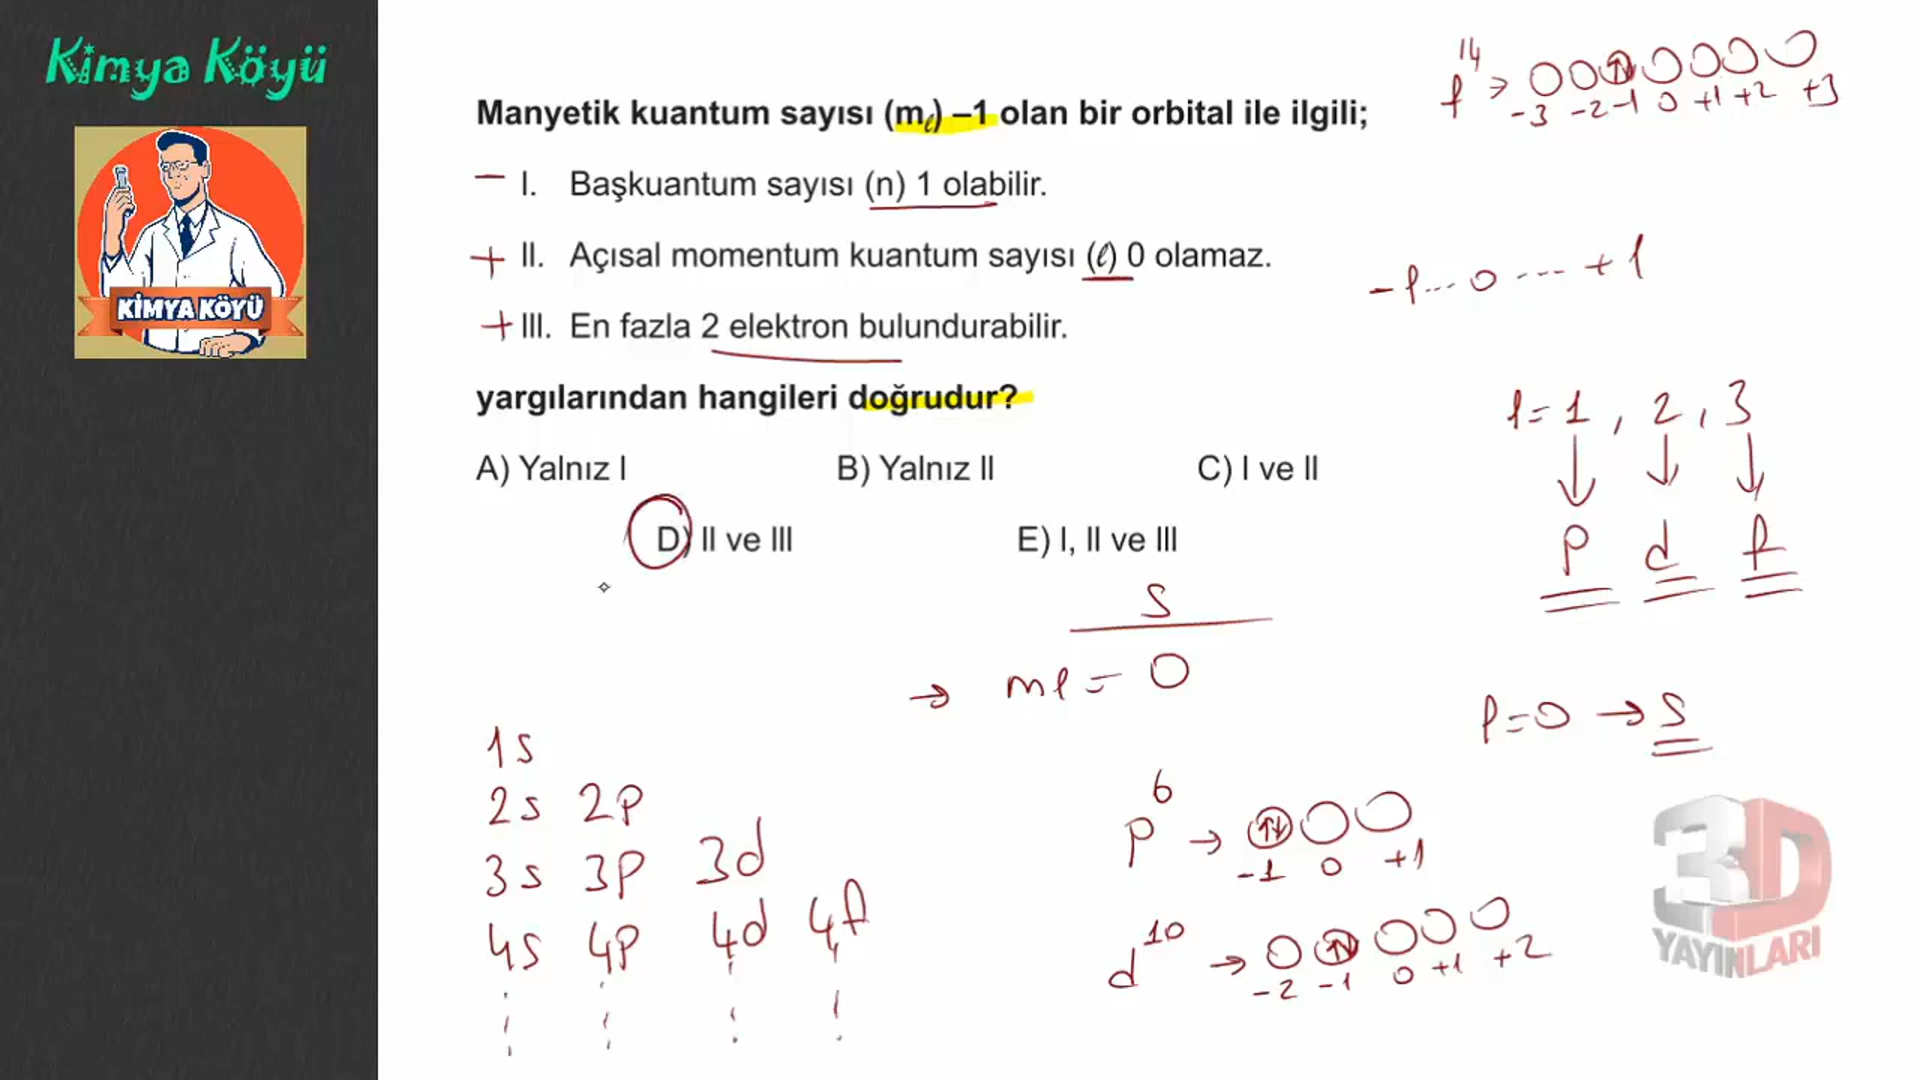 Kimya Köyü
KİMYA KÖYÜ
Manyetik kuantum sayısı (mℓ) –1 olan bir orbital ile ilgili;
– I. Başkuantum sayısı (n) 1 olabilir.
+ II. Açısal momentum kuantum sayısı (ℓ) 0 olamaz.
+ III. En fazla 2 elektron bulundurabilir.
yargılarından hangileri doğrudur?
A) Yalnız I B) Yalnız II C) I ve II
D) II ve III E) I, II ve III
f¹⁴ →
-3 -2 -1 0 +1 +2 +3
-l... 0 ... +l
l = 1, 2, 3
p d f
s
→ ml = 0
l = 0 → s
1s
2s 2p
3s 3p 3d
4s 4p 4d 4f
p⁶ →
-1 0 +1
d¹⁰ →
-2 -1 0 +1 +2
3D
YAYINLARI